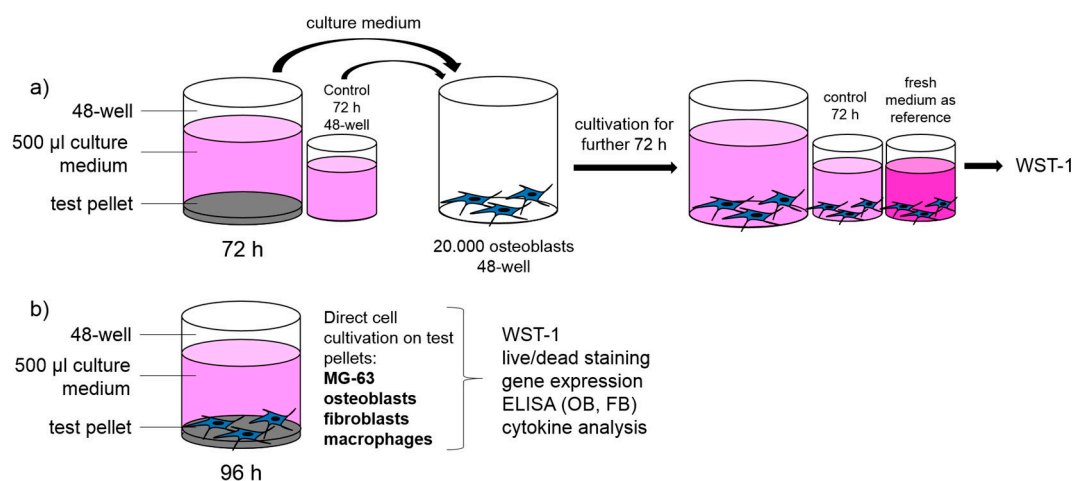 culture medium
a)
48-well
500 µl culture
medium
test pellet
72 h
Control
72 h
48-well
20.000 osteoblasts
48-well
cultivation for
further 72 h
control
72 h
fresh
medium as
reference
WST-1
b)
48-well
500 µl culture
medium
test pellet
96 h
Direct cell
cultivation on test
pellets:
MG-63
osteoblasts
fibroblasts
macrophages
WST-1
live/dead staining
gene expression
ELISA (OB, FB)
cytokine analysis